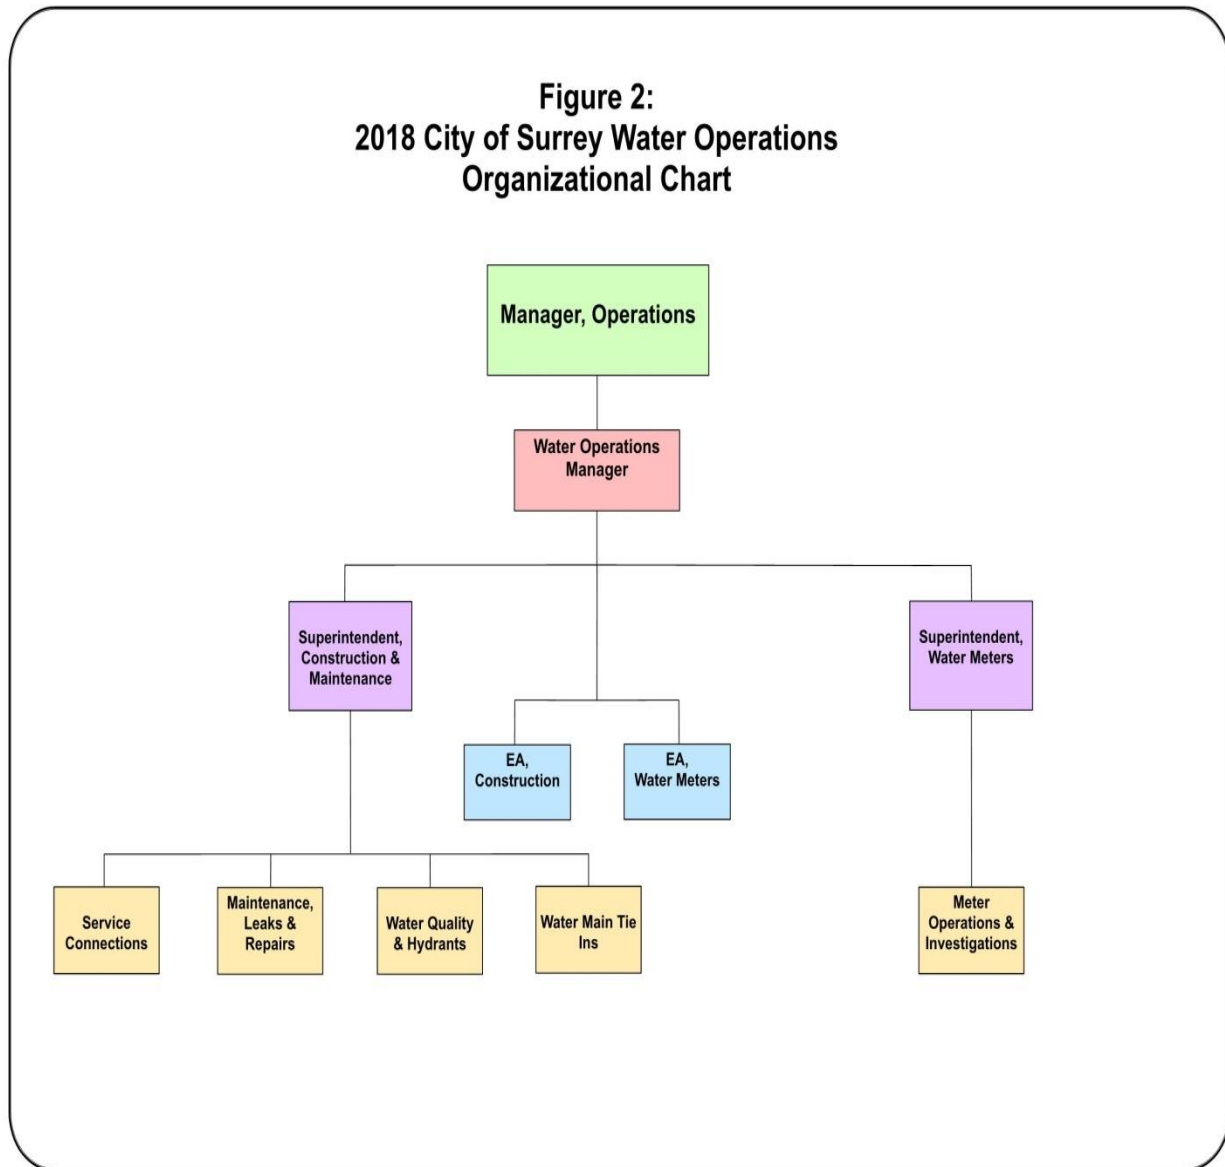 Figure 2:
2018 City of Surrey Water Operations
Organizational Chart
Manager, Operations
Water Operations
Manager
Superintendent,
Construction &
Maintenance
Superintendent,
Water Meters
EA,
Construction
EA,
Water Meters
Service
Connections
Maintenance,
Leaks &
Repairs
Water Quality
& Hydrants
Water Main Tie
Ins
Meter
Operations &
Investigations